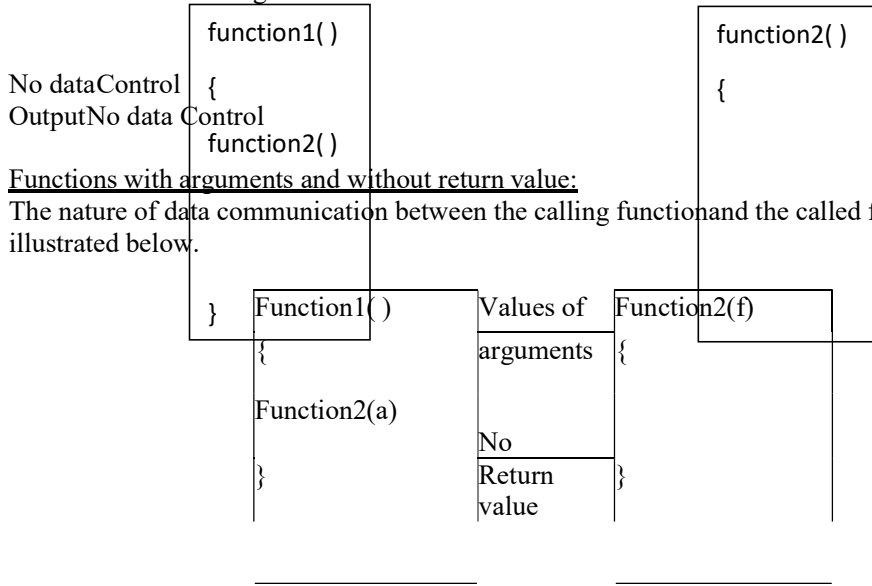 function1( ) function2( )
No dataControl { {
OutputNo data Control
function2( )
Functions with arguments and without return value:
The nature of data communication between the calling functionand the called
illustrated below.
} Function1( ) Values of Function2(f)
{ arguments {
Function2(a)
No
} Return }
value